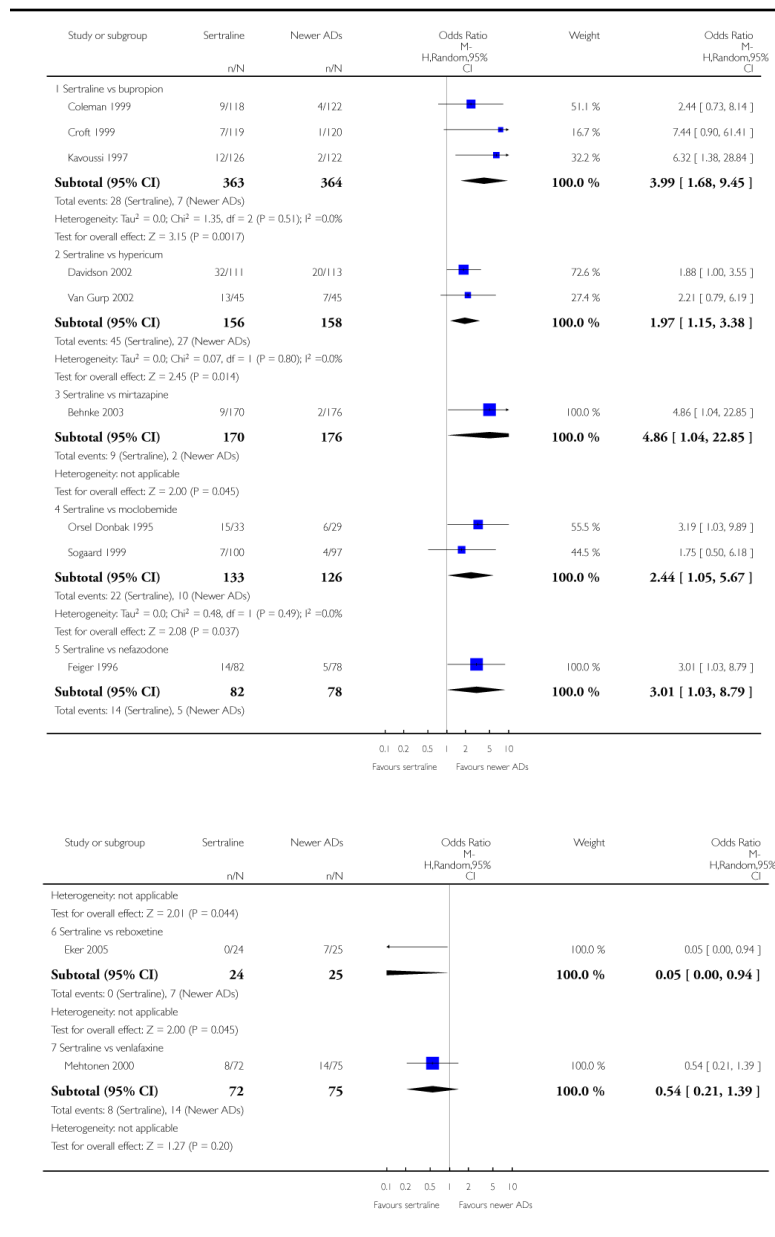 Study or subgroup Sertraline Newer ADs Odds Ratio Weight Odds Ratio
M- M-
H,Random,95% H,Random,95%
n/N n/N CI CI
1 Sertraline vs bupropion
Coleman 1999 9/118 4/122 51.1 % 2.44 [ 0.73, 8.14 ]
Croft 1999 7/119 1/120 16.7 % 7.44 [ 0.90, 61.41 ]
Kavoussi 1997 12/126 2/122 32.2 % 6.32 [ 1.38, 28.84 ]
Subtotal (95% CI) 363 364 100.0 % 3.99 [ 1.68, 9.45 ]
Total events: 28 (Sertraline), 7 (Newer ADs)
Heterogeneity: Tau² = 0.0; Chi² = 1.35, df = 2 (P = 0.51); I² =0.0%
Test for overall effect: Z = 3.15 (P = 0.0017)
2 Sertraline vs hypericum
Davidson 2002 32/111 20/113 72.6 % 1.88 [ 1.00, 3.55 ]
Van Gurp 2002 13/45 7/45 27.4 % 2.21 [ 0.79, 6.19 ]
Subtotal (95% CI) 156 158 100.0 % 1.97 [ 1.15, 3.38 ]
Total events: 45 (Sertraline), 27 (Newer ADs)
Heterogeneity: Tau² = 0.0; Chi² = 0.07, df = 1 (P = 0.80); I² =0.0%
Test for overall effect: Z = 2.45 (P = 0.014)
3 Sertraline vs mirtazapine
Behnke 2003 9/170 2/176 100.0 % 4.86 [ 1.04, 22.85 ]
Subtotal (95% CI) 170 176 100.0 % 4.86 [ 1.04, 22.85 ]
Total events: 9 (Sertraline), 2 (Newer ADs)
Heterogeneity: not applicable
Test for overall effect: Z = 2.00 (P = 0.045)
4 Sertraline vs moclobemide
Orsel Donbak 1995 15/33 6/29 55.5 % 3.19 [ 1.03, 9.89 ]
Sogaard 1999 7/100 4/97 44.5 % 1.75 [ 0.50, 6.18 ]
Subtotal (95% CI) 133 126 100.0 % 2.44 [ 1.05, 5.67 ]
Total events: 22 (Sertraline), 10 (Newer ADs)
Heterogeneity: Tau² = 0.0; Chi² = 0.48, df = 1 (P = 0.49); I² =0.0%
Test for overall effect: Z = 2.08 (P = 0.037)
5 Sertraline vs nefazodone
Feiger 1996 14/82 5/78 100.0 % 3.01 [ 1.03, 8.79 ]
Subtotal (95% CI) 82 78 100.0 % 3.01 [ 1.03, 8.79 ]
Total events: 14 (Sertraline), 5 (Newer ADs)
0.1 0.2 0.5 1 2 5 10
Favours sertraline Favours newer ADs
Study or subgroup Sertraline Newer ADs Odds Ratio Weight Odds Ratio
M- M-
H,Random,95% H,Random,95%
n/N n/N CI CI
Heterogeneity: not applicable
Test for overall effect: Z = 2.01 (P = 0.044)
6 Sertraline vs reboxetine
Eker 2005 0/24 7/25 100.0 % 0.05 [ 0.00, 0.94 ]
Subtotal (95% CI) 24 25 100.0 % 0.05 [ 0.00, 0.94 ]
Total events: 0 (Sertraline), 7 (Newer ADs)
Heterogeneity: not applicable
Test for overall effect: Z = 2.00 (P = 0.045)
7 Sertraline vs venlafaxine
Mehtonen 2000 8/72 14/75 100.0 % 0.54 [ 0.21, 1.39 ]
Subtotal (95% CI) 72 75 100.0 % 0.54 [ 0.21, 1.39 ]
Total events: 8 (Sertraline), 14 (Newer ADs)
Heterogeneity: not applicable
Test for overall effect: Z = 1.27 (P = 0.20)
0.1 0.2 0.5 1 2 5 10
Favours sertraline Favours newer ADs